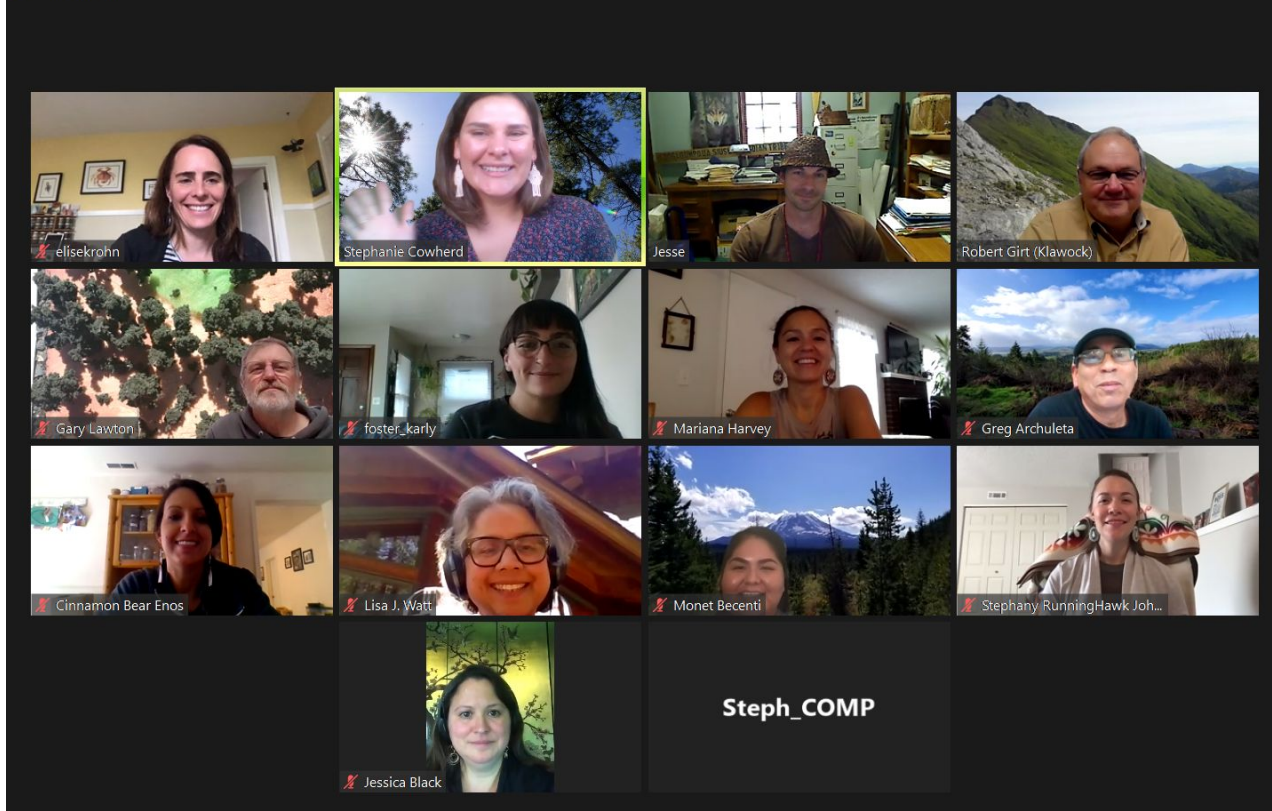 elisekrohn
Stephanie Cowherd
Jesse
Robert Girt (Klawock)
Gary Lawton
foster_karly
Mariana Harvey
Greg Archuleta
Cinnamon Bear Enos
Lisa J. Watt
Monet Becenti
Stephany RunningHawk Joh...
Jessica Black
Steph_COMP